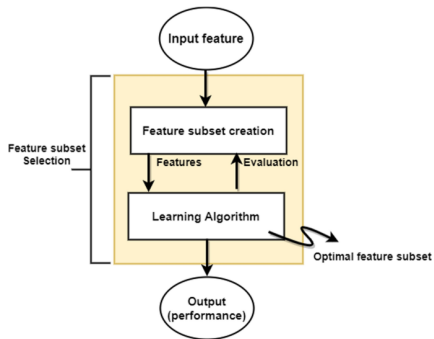 Input feature
Feature subset creation
Feature subset
Selection
Features
Evaluation
Learning Algorithm
Optimal feature subset
Output
(performance)